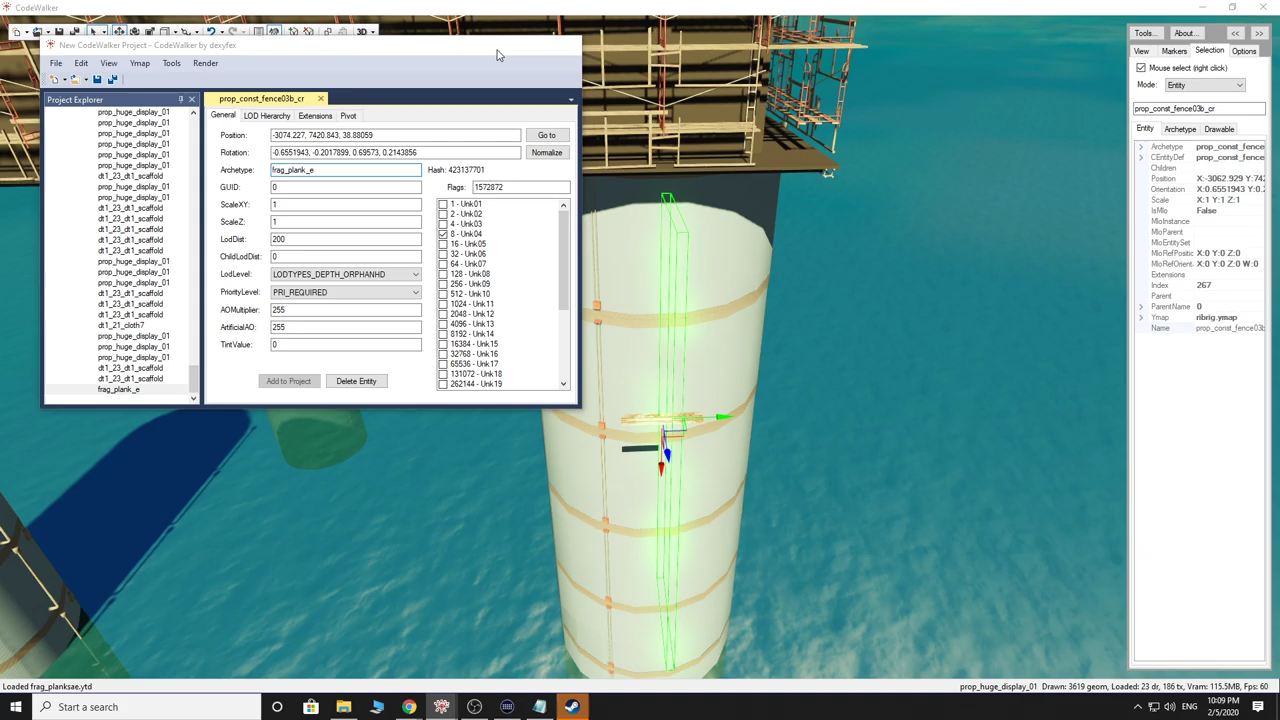 CodeWalker
3D
New CodeWalker Project - CodeWalker by dexyfex
File Edit View Ymap Tools Render
Project Explorer
prop_huge_display_01
prop_huge_display_01
prop_huge_display_01
prop_huge_display_01
prop_huge_display_01
prop_huge_display_01
dt1_23_dt1_scaffold
prop_huge_display_01
prop_huge_display_01
dt1_23_dt1_scaffold
dt1_23_dt1_scaffold
dt1_23_dt1_scaffold
dt1_23_dt1_scaffold
dt1_23_dt1_scaffold
prop_huge_display_01
prop_huge_display_01
dt1_23_dt1_scaffold
dt1_23_dt1_scaffold
dt1_23_dt1_scaffold
dt1_23_dt1_scaffold
dt1_21_cloth7
prop_huge_display_01
prop_huge_display_01
prop_huge_display_01
dt1_23_dt1_scaffold
dt1_23_dt1_scaffold
frag_plank_e
prop_const_fence03b_cr
General LOD Hierarchy Extensions Pivot
Position: -3074.227, 7420.843, 38.88059 Go to
Rotation: -0.6551943, -0.2017899, 0.69573, 0.2143856 Normalize
Archetype: frag_plank_e Hash: 423137701
GUID: 0 Flags: 1572872
ScaleXY: 1
ScaleZ: 1
LodDist: 200
ChildLodDist: 0
LodLevel: LODTYPES_DEPTH_ORPHANHD
PriorityLevel: PRI_REQUIRED
AOMultiplier: 255
ArtificialAO: 255
TintValue: 0
Add to Project Delete Entity
1 - Unk01
2 - Unk02
4 - Unk03
8 - Unk04
16 - Unk05
32 - Unk06
64 - Unk07
128 - Unk08
256 - Unk09
512 - Unk10
1024 - Unk11
2048 - Unk12
4096 - Unk13
8192 - Unk14
16384 - Unk15
32768 - Unk16
65536 - Unk17
131072 - Unk18
262144 - Unk19
Tools... About... << >>
View Markers Selection Options
Mouse select (right click)
Mode: Entity
prop_const_fence03b_cr
Entity Archetype Drawable
Archetype prop_const_fence
CEntityDef prop_const_fence
Children
Position X:-3062.929 Y:74
Orientation X:0.6551943 Y:0
Scale X:1 Y:1 Z:1
IsMlo False
MloInstance
MloParent
MloEntitySet
MloRefPositic X:0 Y:0 Z:0
MloRefOrient X:0 Y:0 Z:0 W:0
Extensions
Index 267
Parent
ParentName 0
Ymap ribrig.ymap
Name prop_const_fence03b
Loaded frag_planksae.ytd
prop_huge_display_01 Drawn: 3619 geom, Loaded: 23 dr, 186 tx, Vram: 115.5MB, Fps: 60
Start a search
ENG
10:09 PM
2/5/2020